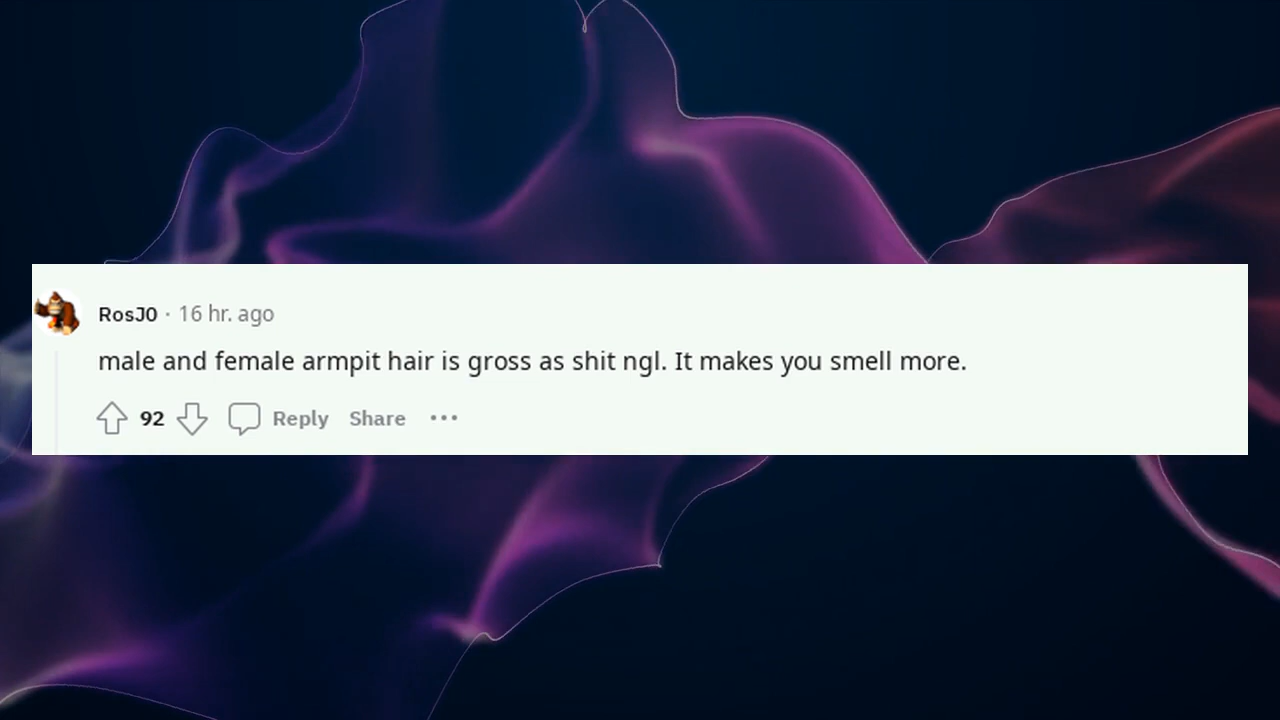 RosJ0 · 16 hr. ago
male and female armpit hair is gross as shit ngl. It makes you smell more.
92 Reply Share ···